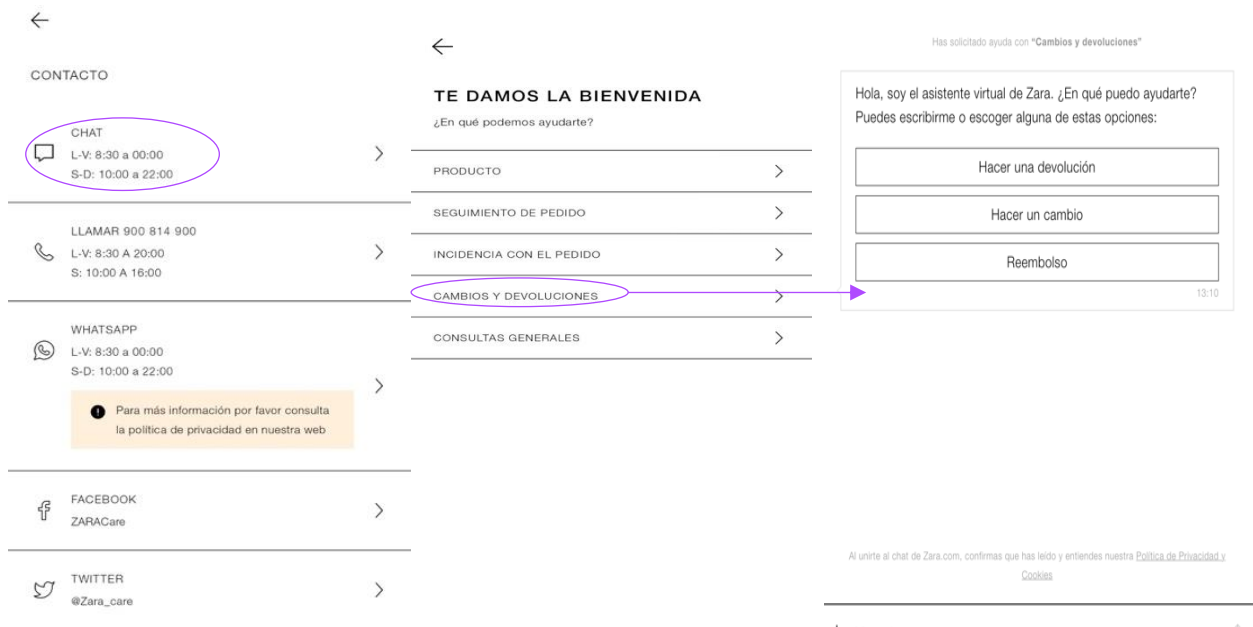 CONTACTO
CHAT
L-V: 8:30 a 00:00
S-D: 10:00 a 22:00
LLAMAR 900 814 900
L-V: 8:30 A 20:00
S: 10:00 A 16:00
WHATSAPP
L-V: 8:30 a 00:00
S-D: 10:00 a 22:00
Para más información por favor consulta
la política de privacidad en nuestra web
FACEBOOK
ZARACare
TWITTER
@Zara_care
TE DAMOS LA BIENVENIDA
¿En qué podemos ayudarte?
PRODUCTO
SEGUIMIENTO DE PEDIDO
INCIDENCIA CON EL PEDIDO
CAMBIOS Y DEVOLUCIONES
CONSULTAS GENERALES
Has solicitado ayuda con "Cambios y devoluciones"
Hola, soy el asistente virtual de Zara. ¿En qué puedo ayudarte?
Puedes escribirme o escoger alguna de estas opciones:
Hacer una devolución
Hacer un cambio
Reembolso
13:10
Al unirte al chat de Zara.com, confirmas que has leído y entiendes nuestra Política de Privacidad y
Cookies